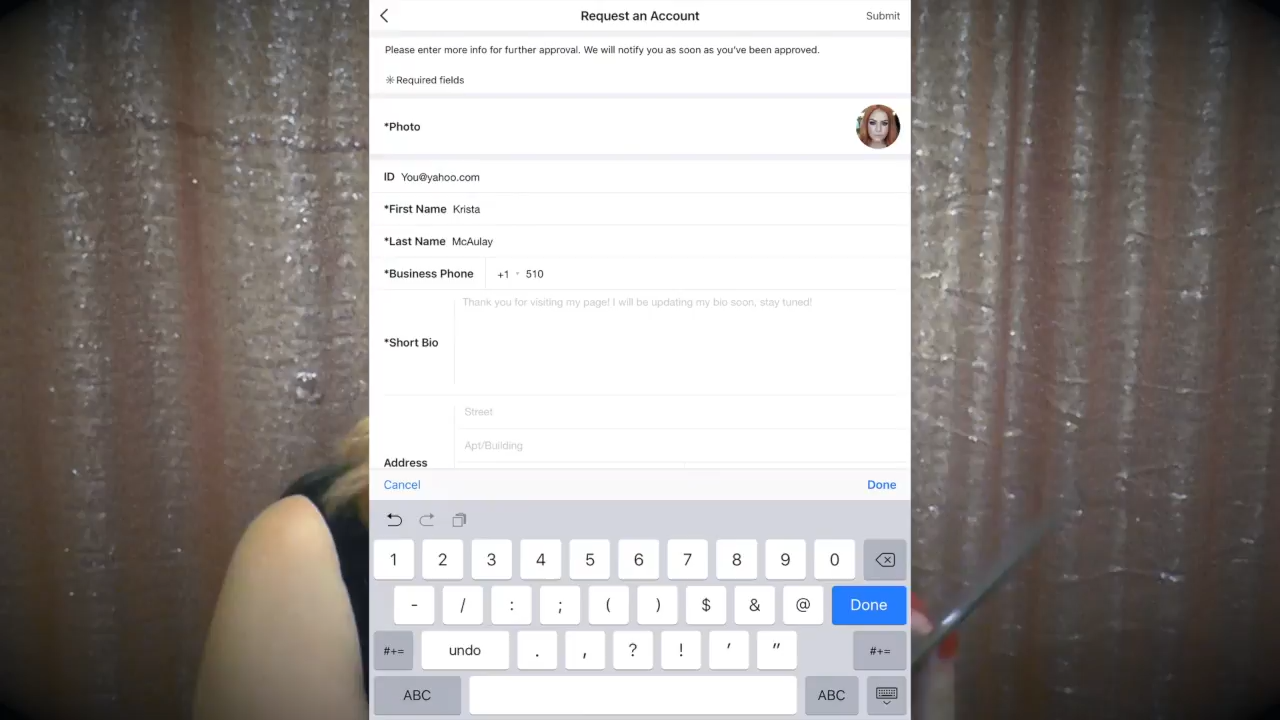 Request an Account
Submit
Please enter more info for further approval. We will notify you as soon as you've been approved.
✳Required fields
*Photo
ID You@yahoo.com
*First Name Krista
*Last Name McAulay
*Business Phone +1 - 510
Thank you for visiting my page! I will be updating my bio soon, stay tuned!
*Short Bio
Street
Apt/Building
Address
Cancel Done
1 2 3 4 5 6 7 8 9 0
- / : ; ( ) $ & @ Done
#+= undo . , ? ! ' " #+=
ABC ABC